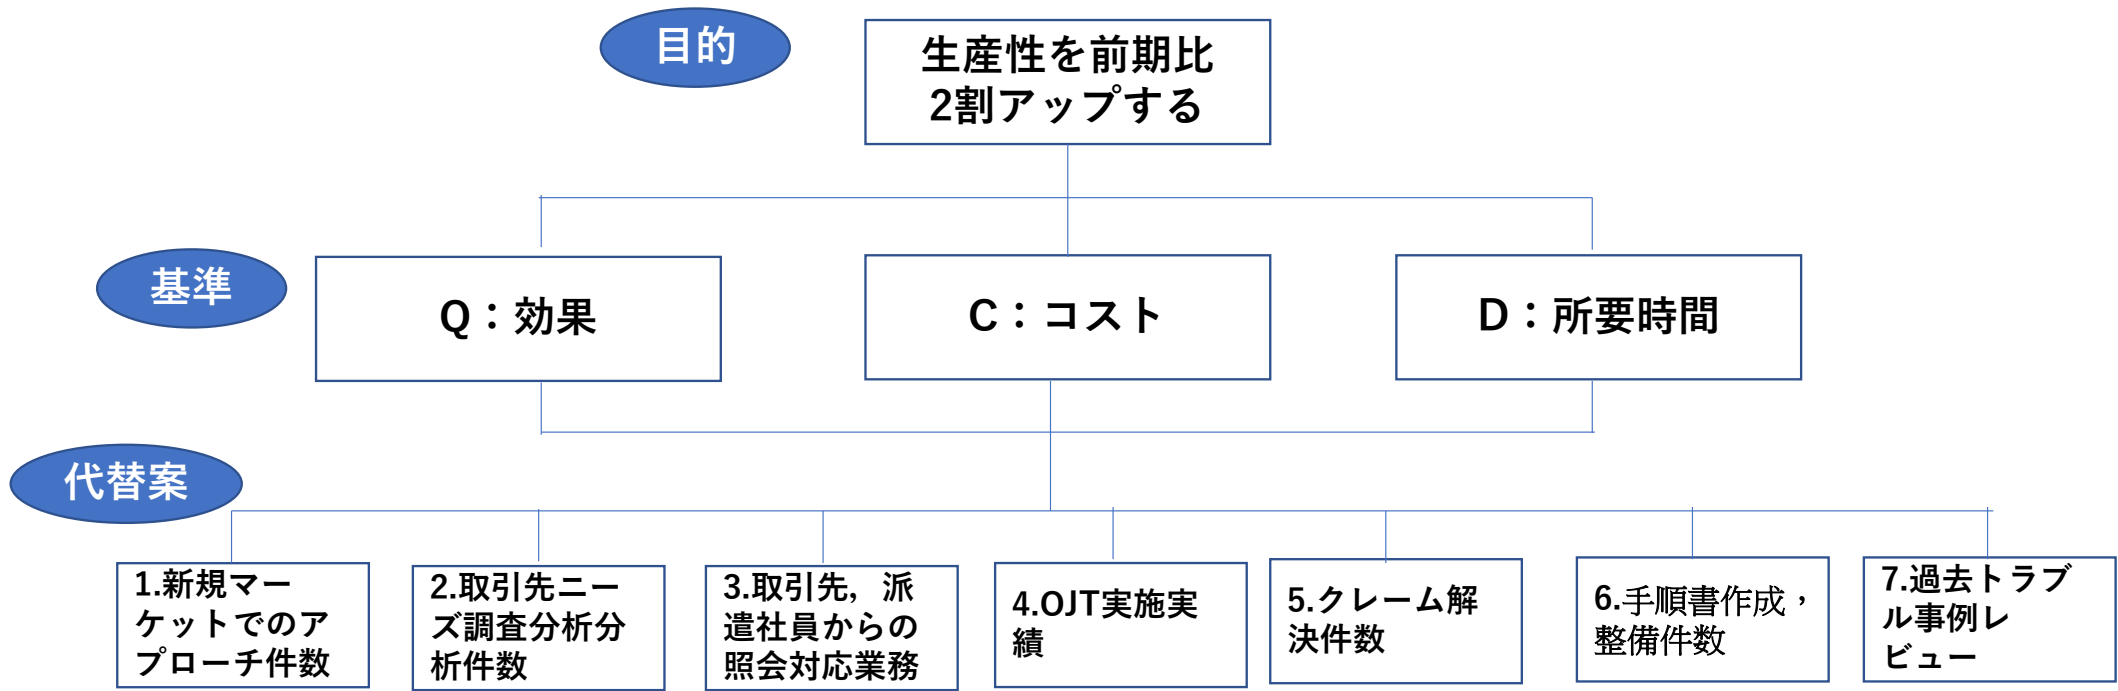 目的
生産性を前期比
2割アップする
基準
Q：効果
C：コスト
D：所要時間
代替案
1.新規マー
ケットでのア
プローチ件数
2.取引先ニー
ズ調査分析分
析件数
3.取引先，派
遣社員からの
照会対応業務
4.OJT実施実
績
5.クレーム解
決件数
6.手順書作成，
整備件数
7.過去トラブ
ル事例レ
ビュー